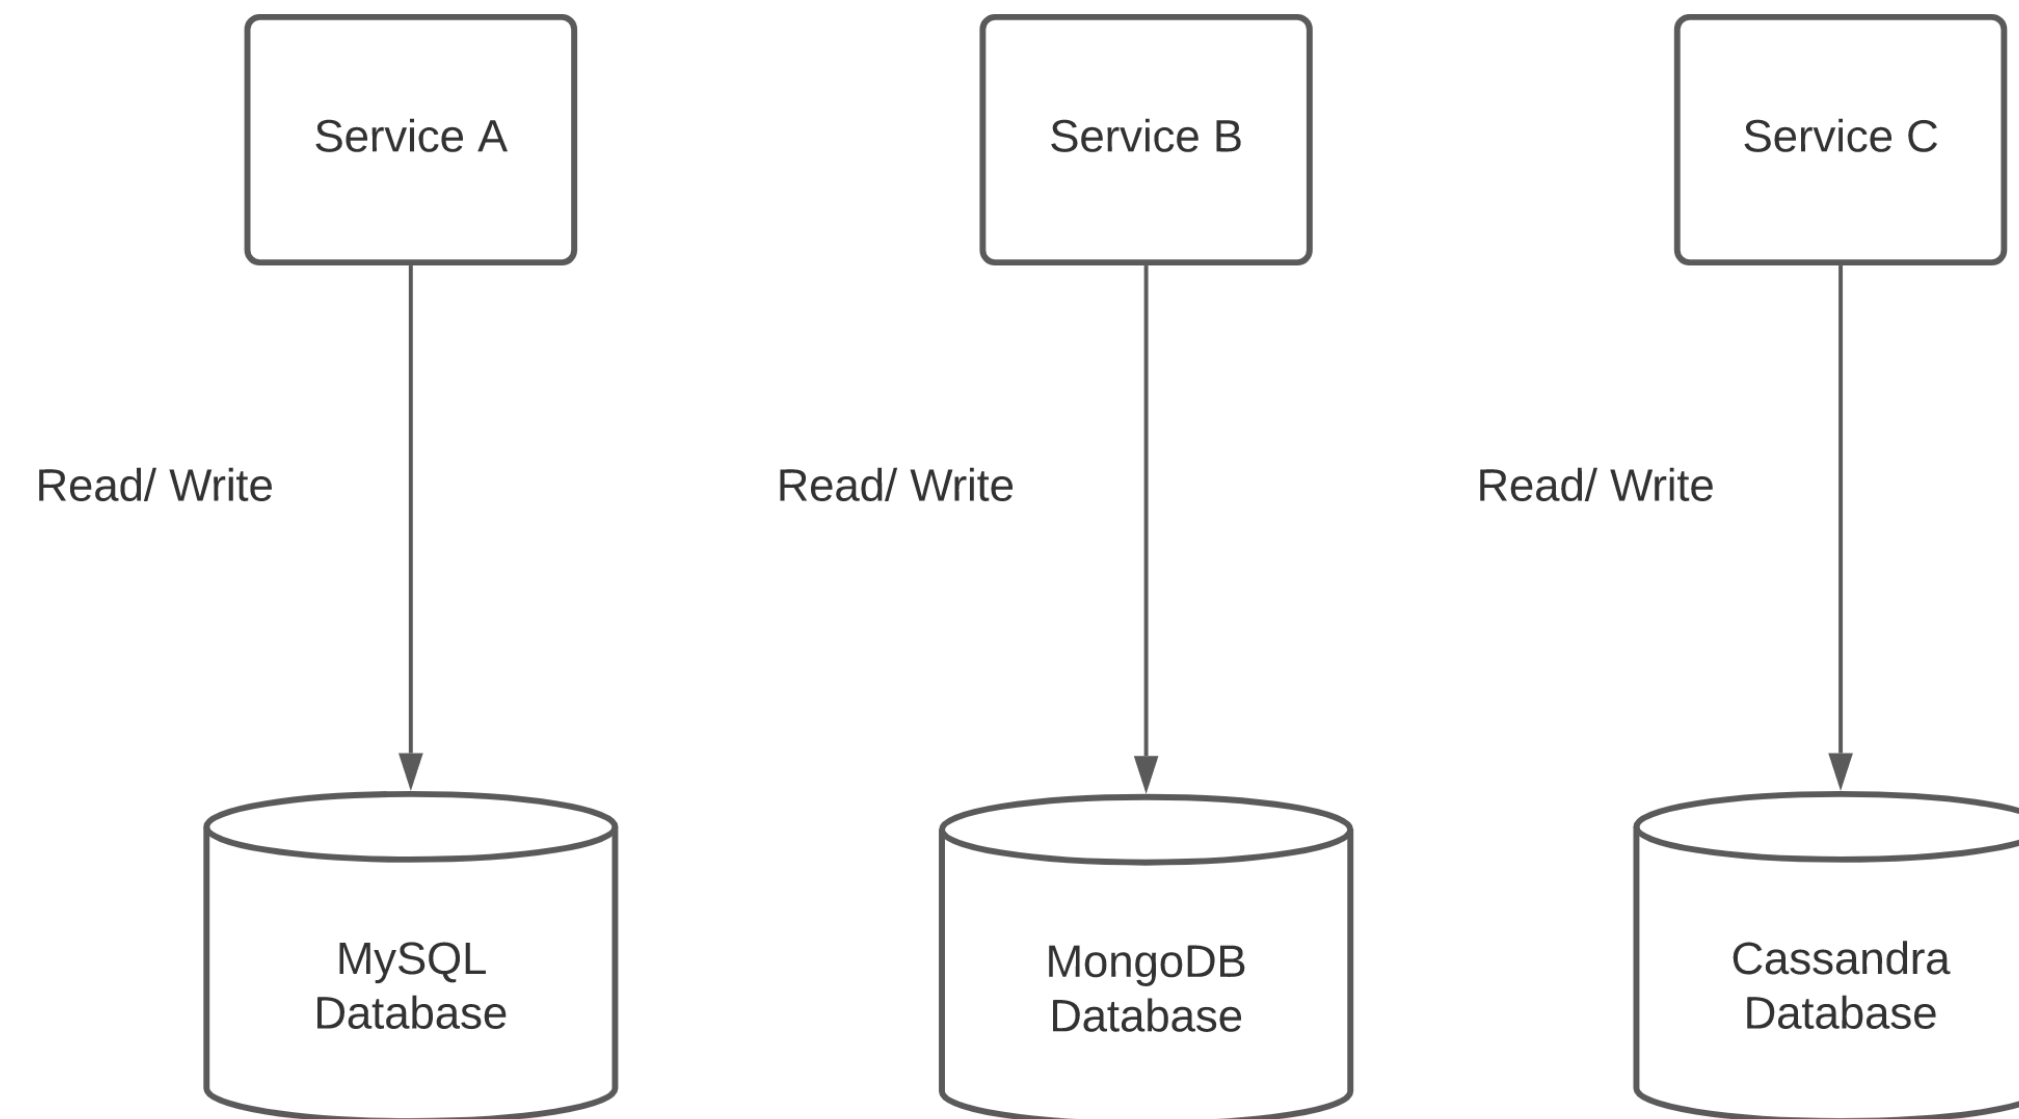 Service A
Service B
Service C
Read/ Write
Read/ Write
Read/ Write
MySQL
Database
MongoDB
Database
Cassandra
Database